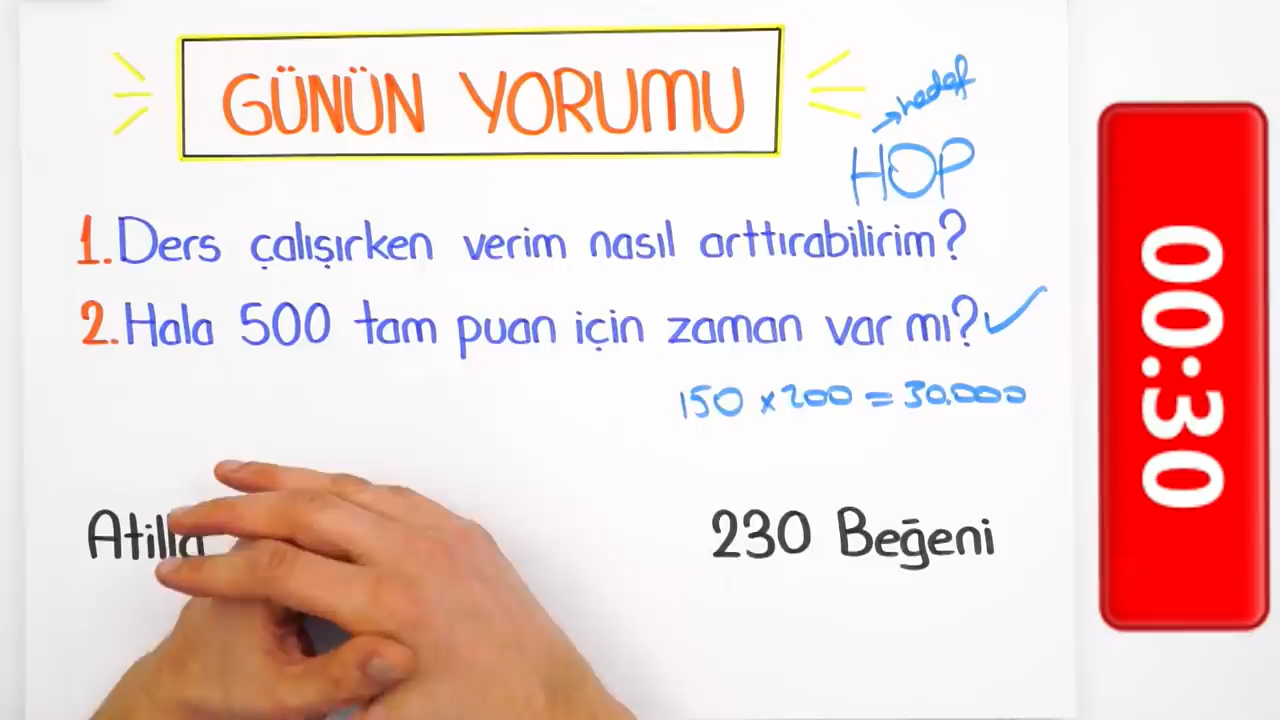 GÜNÜN YORUMU
hedef
HOP
1. Ders çalışırken verim nasıl arttırabilirim?
2. Hala 500 tam puan için zaman var mı?
150 x 200 = 30.000
Atilla
230 Beğeni
00:30